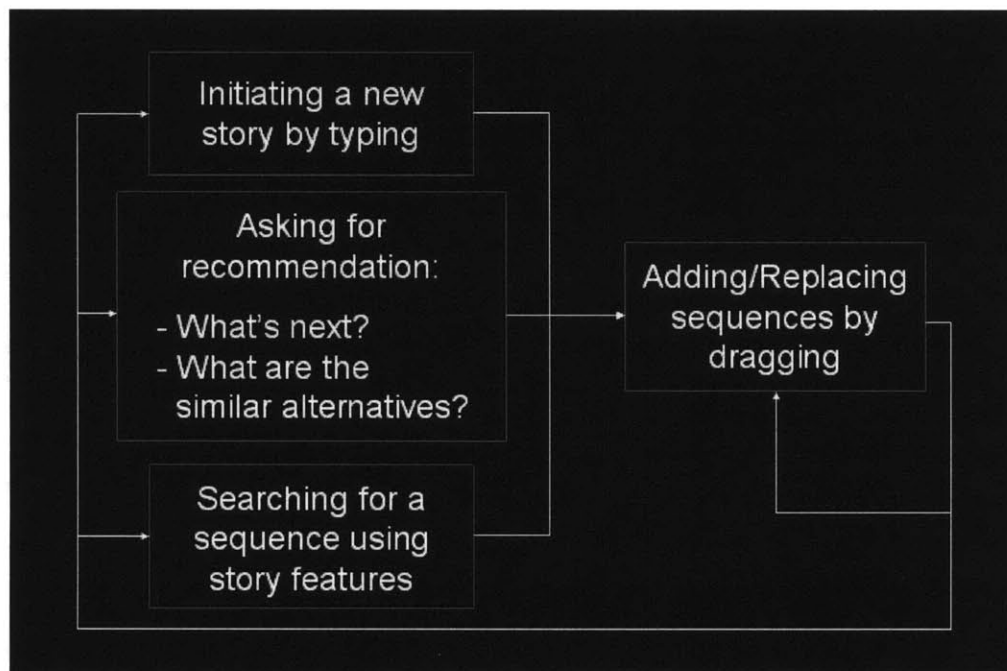 Initiating a new
story by typing
Asking for
recommendation:
- What's next?
- What are the
similar alternatives?
Searching for a
sequence using
story features
Adding/Replacing
sequences by
dragging